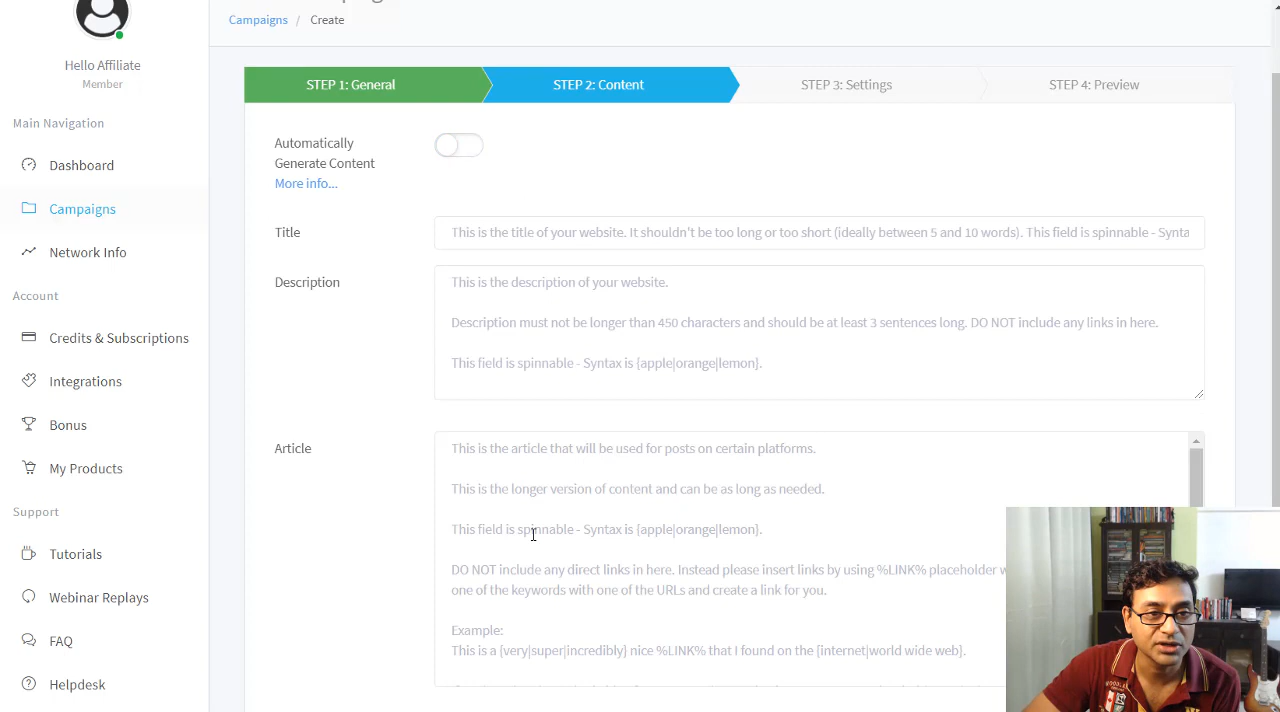 Campaigns / Create
Hello Affiliate
Member
Main Navigation
Dashboard
Campaigns
Network Info
Account
Credits & Subscriptions
Integrations
Bonus
My Products
Support
Tutorials
Webinar Replays
FAQ
Helpdesk
STEP 1: General
STEP 2: Content
STEP 3: Settings
STEP 4: Preview
Automatically
Generate Content
More info...
Title
This is the title of your website. It shouldn't be too long or too short (ideally between 5 and 10 words). This field is spinnable - Synta
Description
This is the description of your website.
Description must not be longer than 450 characters and should be at least 3 sentences long. DO NOT include any links in here.
This field is spinnable - Syntax is {apple|orange|lemon}.
Article
This is the article that will be used for posts on certain platforms.
This is the longer version of content and can be as long as needed.
This field is spinnable - Syntax is {apple|orange|lemon}.
DO NOT include any direct links in here. Instead please insert links by using %LINK% placeholder
one of the keywords with one of the URLs and create a link for you.
Example:
This is a {very|super|incredibly} nice %LINK% that I found on the {internet|world wide web}.